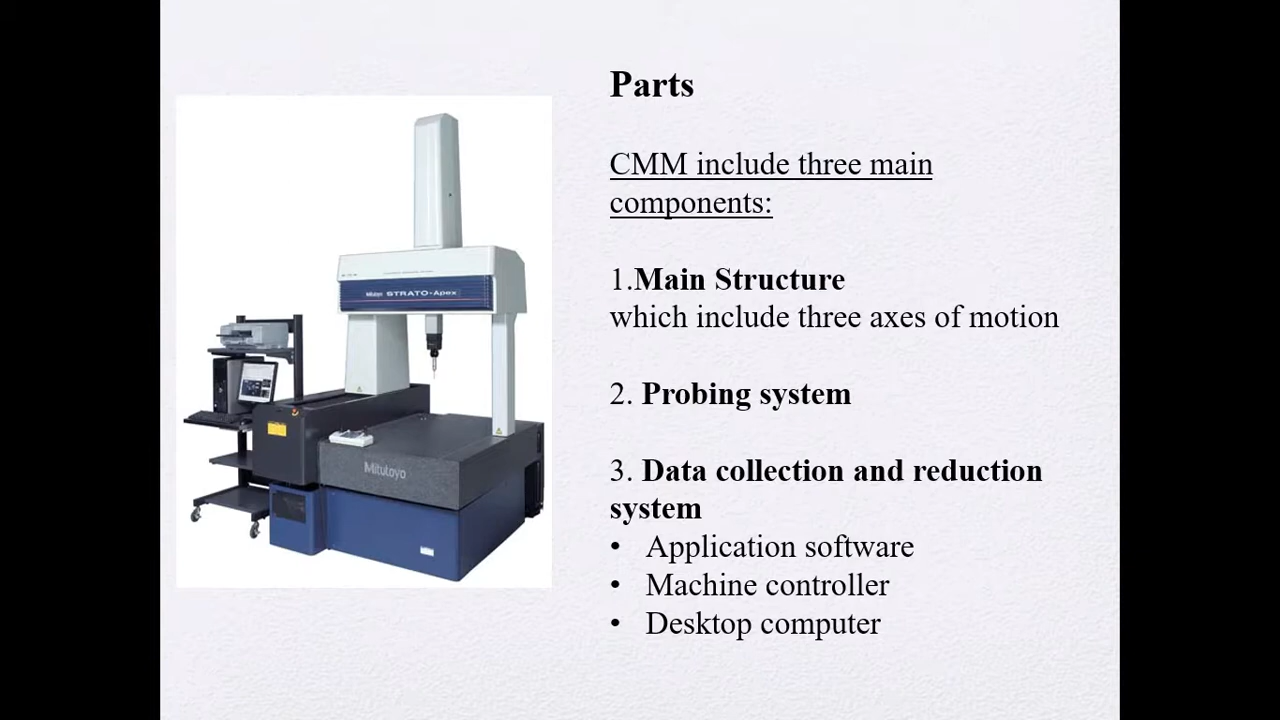 Parts
CMM include three main
components:
1.Main Structure
which include three axes of motion
2. Probing system
3. Data collection and reduction
system
• Application software
• Machine controller
• Desktop computer
Mitutoyo STRATO-Apex
Mitutoyo